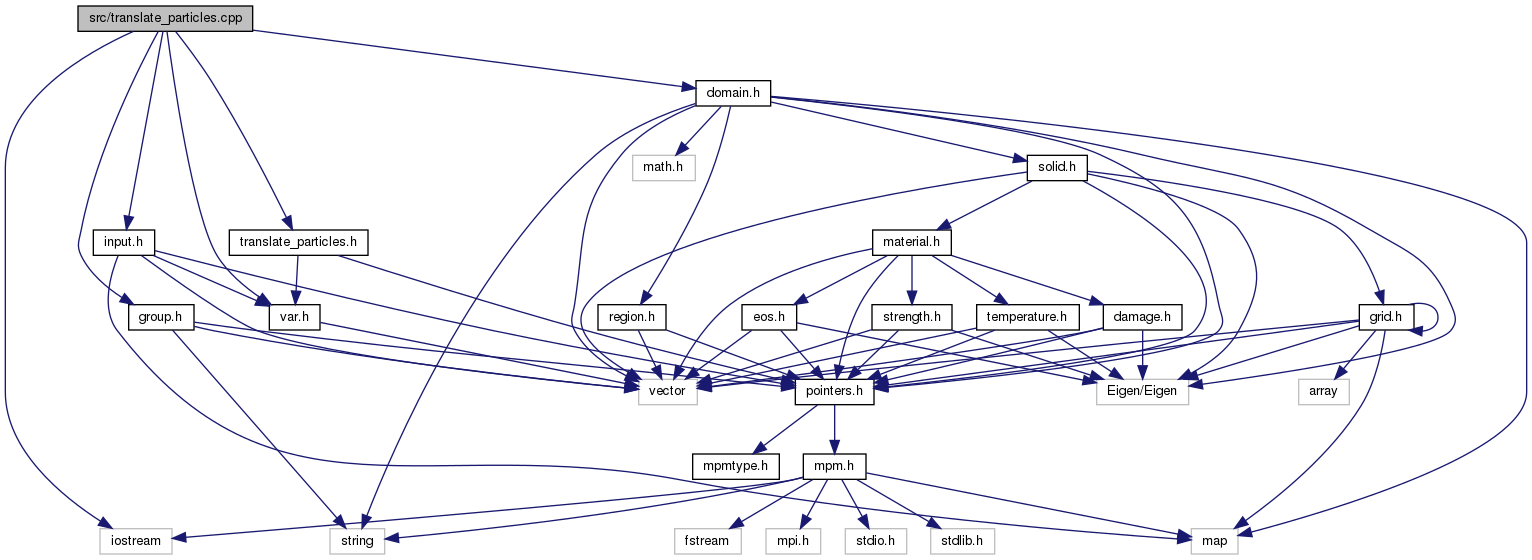 src/translate_particles.cpp
domain.h
math.h
solid.h
input.h
translate_particles.h
material.h
group.h
var.h
region.h
eos.h
strength.h
temperature.h
damage.h
grid.h
vector
pointers.h
Eigen/Eigen
array
mpmtype.h
mpm.h
iostream
string
fstream
mpi.h
stdio.h
stdlib.h
map